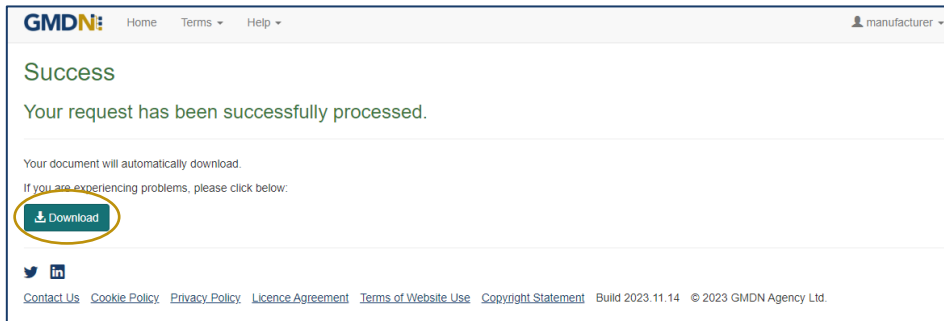 GMDN Home Terms Help manufacturer
Success
Your request has been successfully processed.
Your document will automatically download.
If you are experiencing problems, please click below:
Download
Contact Us Cookie Policy Privacy Policy Licence Agreement Terms of Website Use Copyright Statement Build 2023.11.14 © 2023 GMDN Agency Ltd.